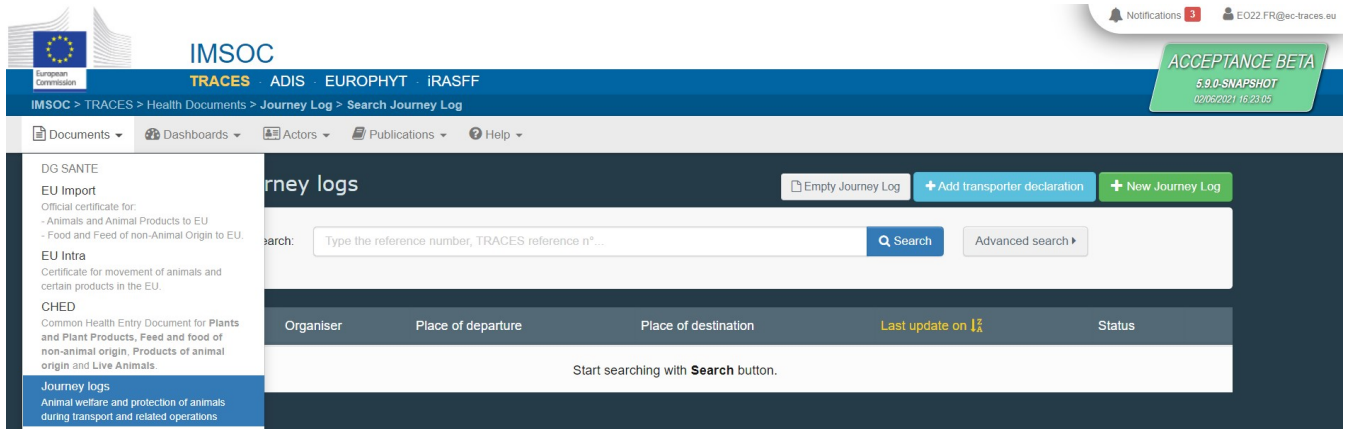 Notifications 3 EO22.FR@ec-traces.eu
European
Commission
IMSOC
TRACES · ADIS · EUROPHYT · iRASFF
IMSOC > TRACES > Health Documents > Journey Log > Search Journey Log
ACCEPTANCE BETA
5.9.0-SNAPSHOT
02/06/2021 16:23:05
Documents Dashboards Actors Publications Help
DG SANTE
EU Import
Official certificate for:
- Animals and Animal Products to EU
- Food and Feed of non-Animal Origin to EU.
EU Intra
Certificate for movement of animals and
certain products in the EU.
CHED
Common Health Entry Document for Plants
and Plant Products, Feed and food of
non-animal origin, Products of animal
origin and Live Animals.
Journey logs
Animal welfare and protection of animals
during transport and related operations
rney logs
Empty Journey Log + Add transporter declaration + New Journey Log
earch: Type the reference number, TRACES reference n°... Search Advanced search
Organiser Place of departure Place of destination Last update on Status
Start searching with Search button.